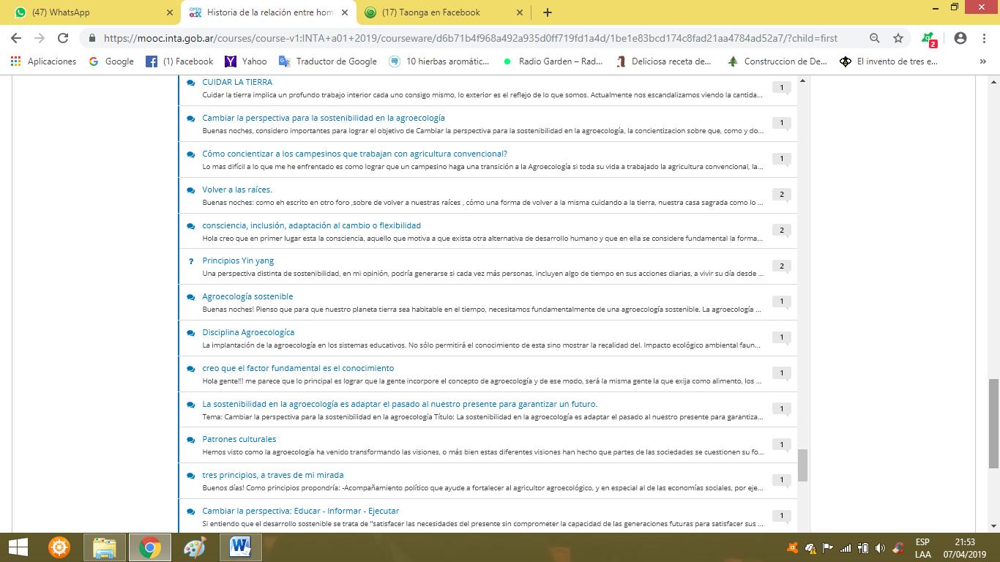 (47) WhatsApp
OPEN edX
Historia de la relación entre hom
(17) Taonga en Facebook
https://mooc.inta.gob.ar/courses/course-v1:INTA+a01+2019/courseware/d6b71b4f968a492a935d0ff719fd1a4d/1be1e83bcd174c8fad21aa4784ad52a7/?child=first
2
Aplicaciones
Google
(1) Facebook
Yahoo
Traductor de Google
10 hierbas aromátic...
Radio Garden – Rad...
Deliciosa receta de...
Construccion de De...
El invento de tres e...
»
CUIDAR LA TIERRA
1
Cuidar la tierra implica un profundo trabajo interior cada uno consigo mismo, lo exterior es el reflejo de lo que somos. Actualmente nos escandalizamos viendo la cantida...
Cambiar la perspectiva para la sostenibilidad en la agroecología
1
Buenas noches, considero importantes para lograr el objetivo de Cambiar la perspectiva para la sostenibilidad en la agroecología, la concientizacion sobre que, como y do...
Cómo concientizar a los campesinos que trabajan con agricultura convencional?
1
Lo mas difícil a lo que me he enfrentado es como lograr que un campesino haga una transición a la Agroecología si toda su vida a trabajado la agricultura convencional, la...
Volver a las raíces.
2
Buenas noches: como eh escrito en otro foro ,sobre de volver a nuestras raíces , cómo una forma de volver a la misma cuidando a la tierra, nuestra casa sagrada como lo ...
consciencia, inclusión, adaptación al cambio o flexibilidad
2
Hola creo que en primer lugar esta la consciencia, aquello que motiva a que exista otra alternativa de desarrollo humano y que en ella se considere fundamental la forma...
? Principios Yin yang
2
Una perspectiva distinta de sostenibilidad, en mi opinión, podría generarse si cada vez más personas, incluyen algo de tiempo en sus acciones diarias, a vivir su día desde ...
Agroecología sostenible
1
Buenas noches! Pienso que para que nuestro planeta tierra sea habitable en el tiempo, necesitamos fundamentalmente de una agroecología sostenible. La agroecología ...
Disciplina Agroecologíca
1
La implantación de la agroecología en los sistemas educativos. No sólo permitirá el conocimiento de esta sino mostrar la recalidad del. Impacto ecológico ambiental faun...
creo que el factor fundamental es el conocimiento
1
Hola gente!!! me parece que lo principal es lograr que la gente incorpore el concepto de agroecología y de ese modo, será la misma gente la que exija como alimento, los ...
La sostenibilidad en la agroecología es adaptar el pasado al nuestro presente para garantizar un futuro.
1
Tema: Cambiar la perspectiva para la sostenibilidad en la agroecología Título: La sostenibilidad en la agroecología es adaptar el pasado al nuestro presente para garantiza...
Patrones culturales
1
Hemos visto como la agroecología ha venido transformando las visiones, o más bien estas diferentes visiones han hecho que partes de las sociedades se cuestionen su fo...
tres principios, a traves de mi mirada
1
Buenos días! Como principios propondría: -Acompañamiento político que ayude a fortalecer al agricultor agroecológico, y en especial al de las economías sociales, por eje...
Cambiar la perspectiva: Educar - Informar - Ejecutar
1
Si entiendo que el desarrollo sostenible se trata de "satisfacer las necesidades del presente sin comprometer la capacidad de las generaciones futuras para satisfacer sus ...
ESP
LAA
21:53
07/04/2019